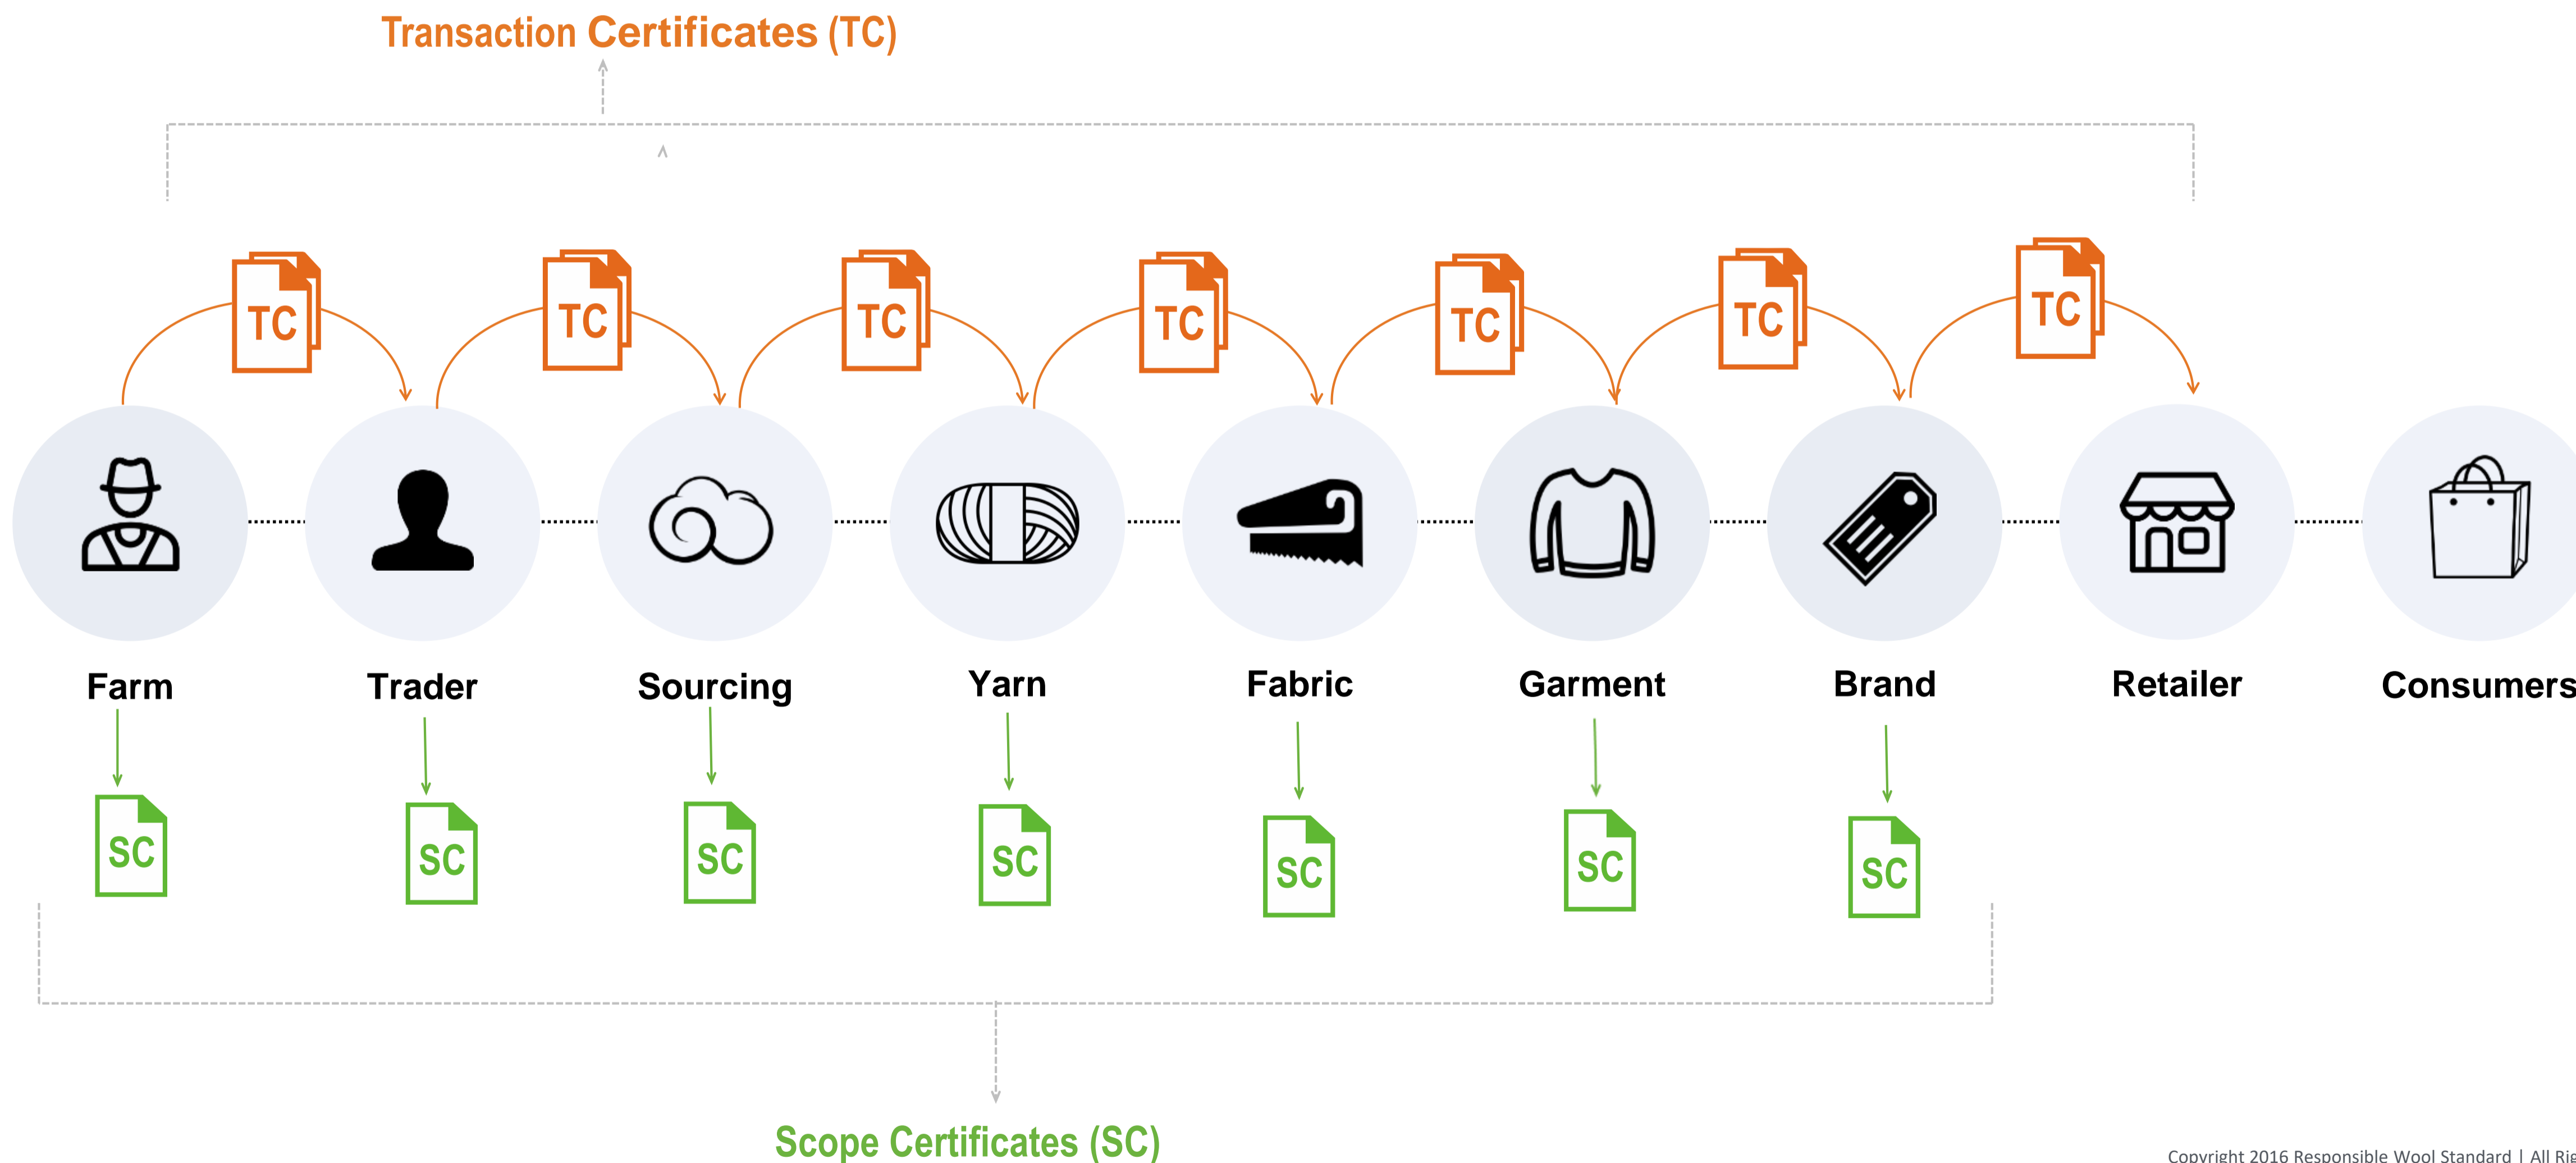 Transaction Certificates (TC)
TC TC TC TC TC TC TC
Farm Trader Sourcing Yarn Fabric Garment Brand Retailer Consumers
SC SC SC SC SC SC SC
Scope Certificates (SC)
Copyright 2016 Responsible Wool Standard | All